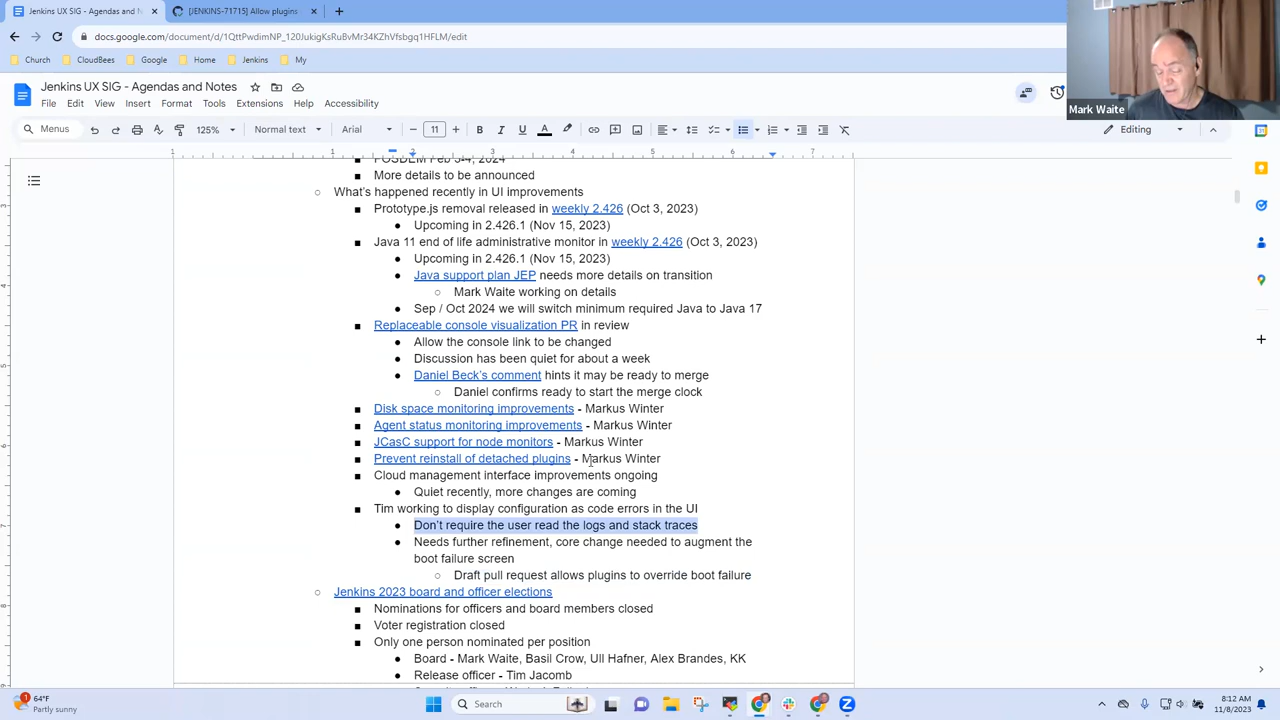 Jenkins UX SIG - Agendas and Notes
[JENKINS-71715] Allow plugins
docs.google.com/document/d/1QttPwdimNP_120JukigKsRuBvMr34KZhVfsbgq1HFLM/edit
Church CloudBees Google Home Jenkins My
Jenkins UX SIG - Agendas and Notes
File Edit View Insert Format Tools Extensions Help Accessibility
Menus 125% Normal text Arial 11 Editing
Mark Waite
FOSDEM Feb 3-4, 2024
More details to be announced
What's happened recently in UI improvements
Prototype.js removal released in weekly 2.426 (Oct 3, 2023)
Upcoming in 2.426.1 (Nov 15, 2023)
Java 11 end of life administrative monitor in weekly 2.426 (Oct 3, 2023)
Upcoming in 2.426.1 (Nov 15, 2023)
Java support plan JEP needs more details on transition
Mark Waite working on details
Sep / Oct 2024 we will switch minimum required Java to Java 17
Replaceable console visualization PR in review
Allow the console link to be changed
Discussion has been quiet for about a week
Daniel Beck's comment hints it may be ready to merge
Daniel confirms ready to start the merge clock
Disk space monitoring improvements - Markus Winter
Agent status monitoring improvements - Markus Winter
JCasC support for node monitors - Markus Winter
Prevent reinstall of detached plugins - Markus Winter
Cloud management interface improvements ongoing
Quiet recently, more changes are coming
Tim working to display configuration as code errors in the UI
Don't require the user read the logs and stack traces
Needs further refinement, core change needed to augment the
boot failure screen
Draft pull request allows plugins to override boot failure
Jenkins 2023 board and officer elections
Nominations for officers and board members closed
Voter registration closed
Only one person nominated per position
Board - Mark Waite, Basil Crow, Ull Hafner, Alex Brandes, KK
Release officer - Tim Jacomb
64°F
Partly sunny
Search
8:12 AM
11/8/2023